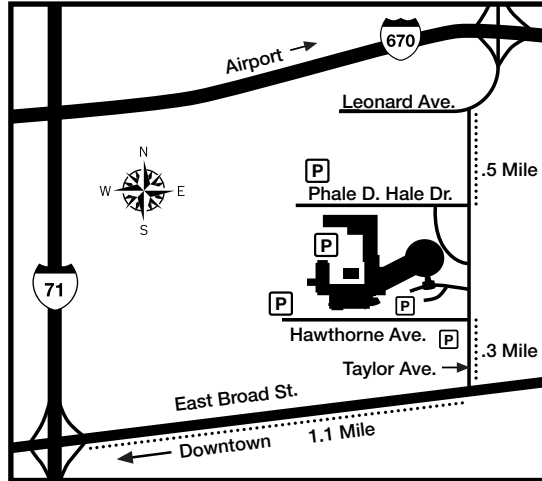 670
Airport
Leonard Ave.
N
W E
S
P
.5 Mile
Phale D. Hale Dr.
P
71
P
P
Hawthorne Ave.
P
.3 Mile
Taylor Ave.
East Broad St.
Downtown 1.1 Mile